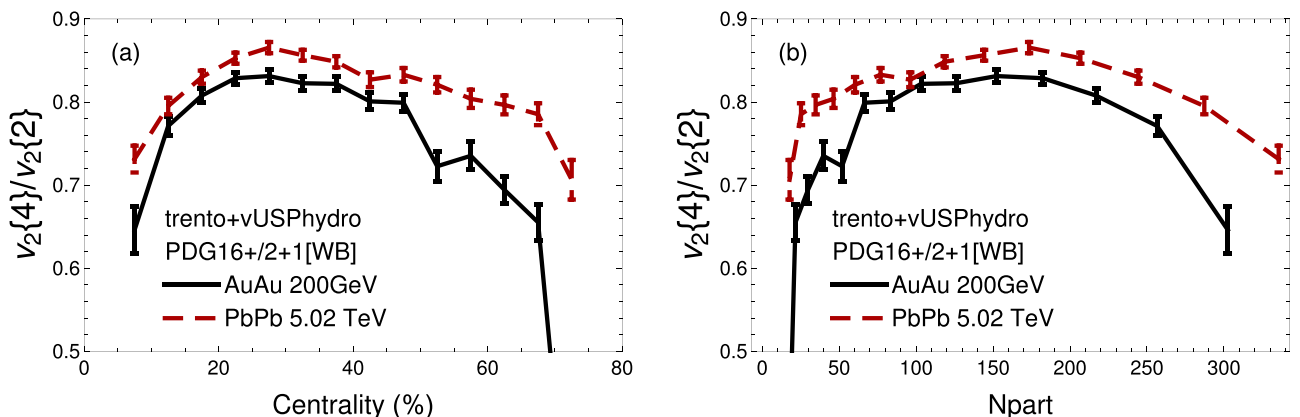 (a)
v₂{4}/v₂{2}
0.9
0.8
0.7
0.6
0.5
trento+vUSPhydro
PDG16+/2+1[WB]
AuAu 200GeV
PbPb 5.02 TeV
0 20 40 60 80
Centrality (%)
(b)
v₂{4}/v₂{2}
0.9
0.8
0.7
0.6
0.5
trento+vUSPhydro
PDG16+/2+1[WB]
AuAu 200GeV
PbPb 5.02 TeV
0 50 100 150 200 250 300
Npart